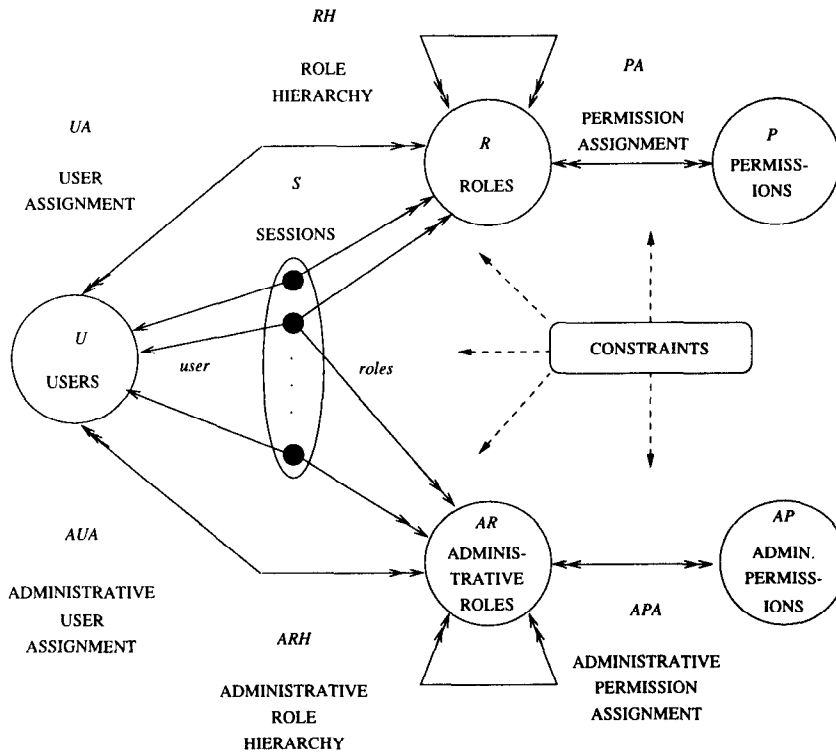 RH
ROLE
HIERARCHY
PA
PERMISSION
ASSIGNMENT
UA
USER
ASSIGNMENT
S
SESSIONS
R
ROLES
P
PERMISS-
IONS
U
USERS
user
roles
CONSTRAINTS
AUA
ADMINISTRATIVE
USER
ASSIGNMENT
AR
ADMINIS-
TRATIVE
ROLES
AP
ADMIN.
PERMISS-
IONS
ARH
ADMINISTRATIVE
ROLE
HIERARCHY
APA
ADMINISTRATIVE
PERMISSION
ASSIGNMENT